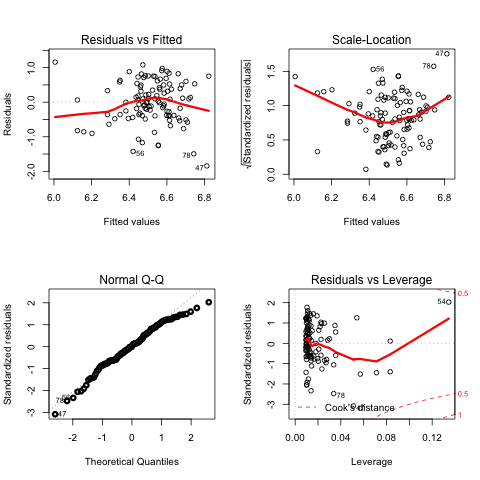 Residuals vs Fitted
Residuals
1.0
0.0
-1.0
-2.0
56
78
47
6.0 6.2 6.4 6.6 6.8
Fitted values
Scale-Location
√|Standardized residuals|
1.5
1.0
0.5
0.0
56
47
78
6.0 6.2 6.4 6.6 6.8
Fitted values
Normal Q-Q
Standardized residuals
2
1
0
-1
-2
-3
78
47
-2 -1 0 1 2
Theoretical Quantiles
Residuals vs Leverage
Standardized residuals
2
1
0
-1
-2
-3
54
78
Cook's distance
0.5
0.5
1
0.00 0.04 0.08 0.12
Leverage